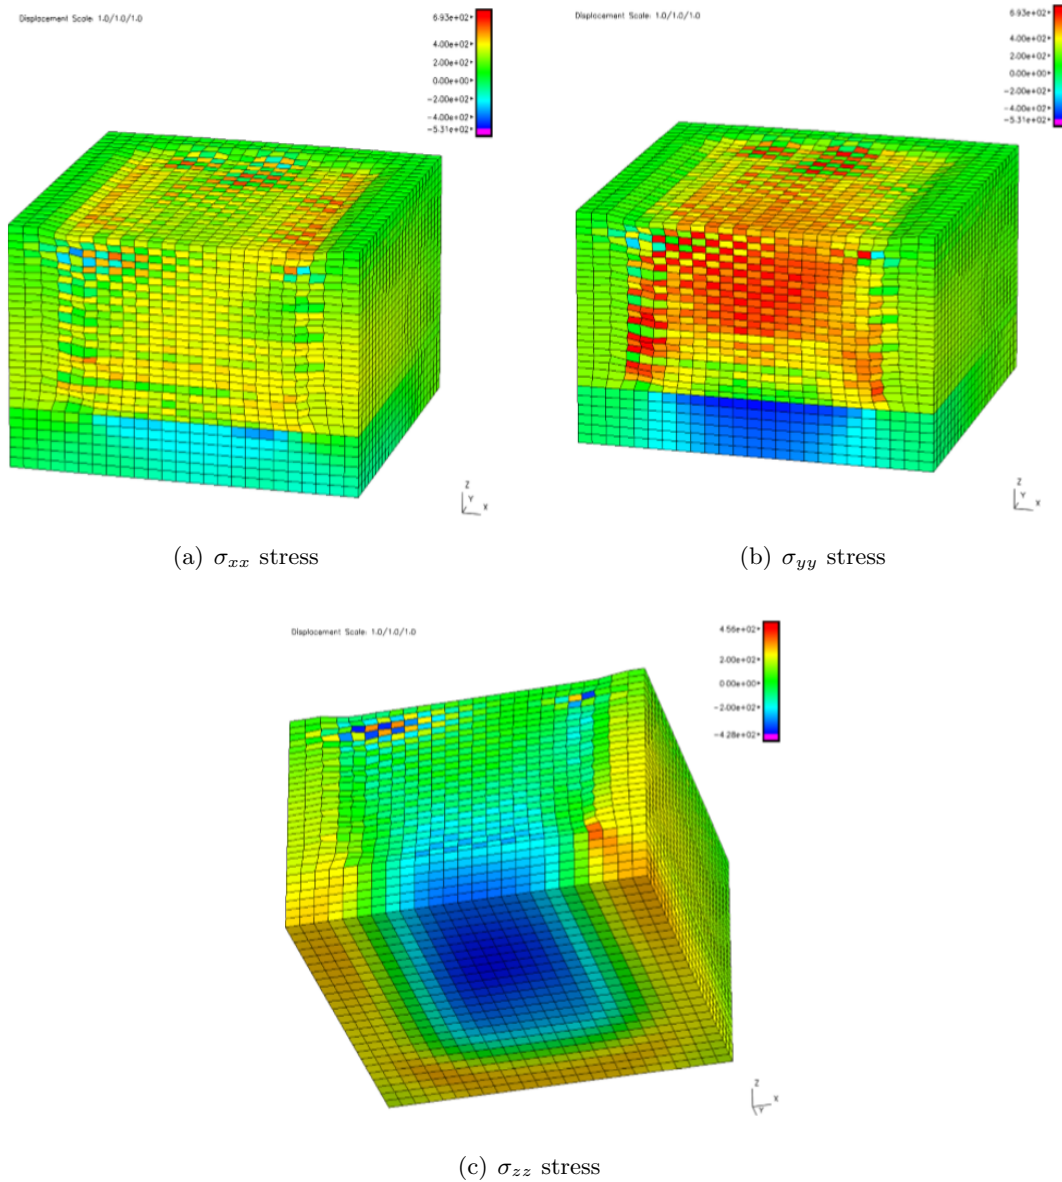 Displacement Scale: 1.0/1.0/1.0
6.93e+02
4.00e+02
2.00e+02
0.00e+00
-2.00e+02
-4.00e+02
-5.31e+02
Z
Y
X
(a) σxx stress
Displacement Scale: 1.0/1.0/1.0
6.93e+02
4.00e+02
2.00e+02
0.00e+00
-2.00e+02
-4.00e+02
-5.31e+02
Z
Y
X
(b) σyy stress
Displacement Scale: 1.0/1.0/1.0
4.56e+02
2.00e+02
0.00e+00
-2.00e+02
-4.28e+02
Z
X
Y
(c) σzz stress